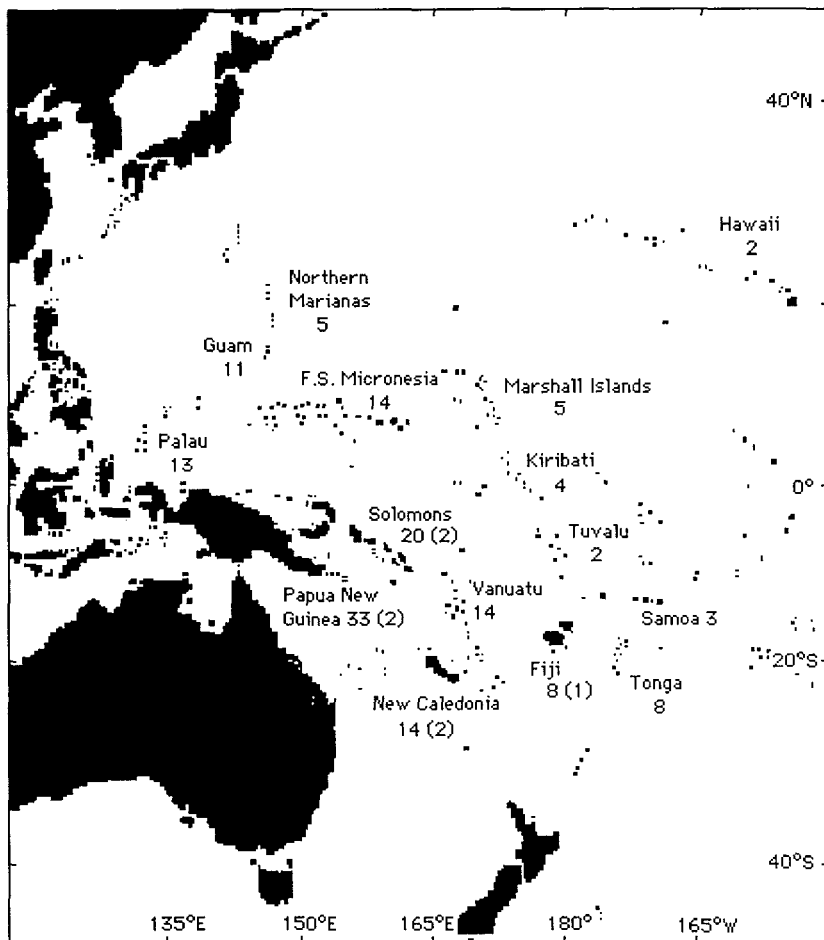 40°N
Hawaii
2
Northern
Marianas
5
Guam
11
F.S. Micronesia
14
Marshall Islands
5
Palau
13
Kiribati
4
0°
Solomons
20 (2)
Tuvalu
2
Papua New
Guinea 33 (2)
Vanuatu
14
Samoa 3
Fiji
8 (1)
20°S
Tonga
8
New Caledonia
14 (2)
40°S
135°E
150°E
165°E
180°
165°W